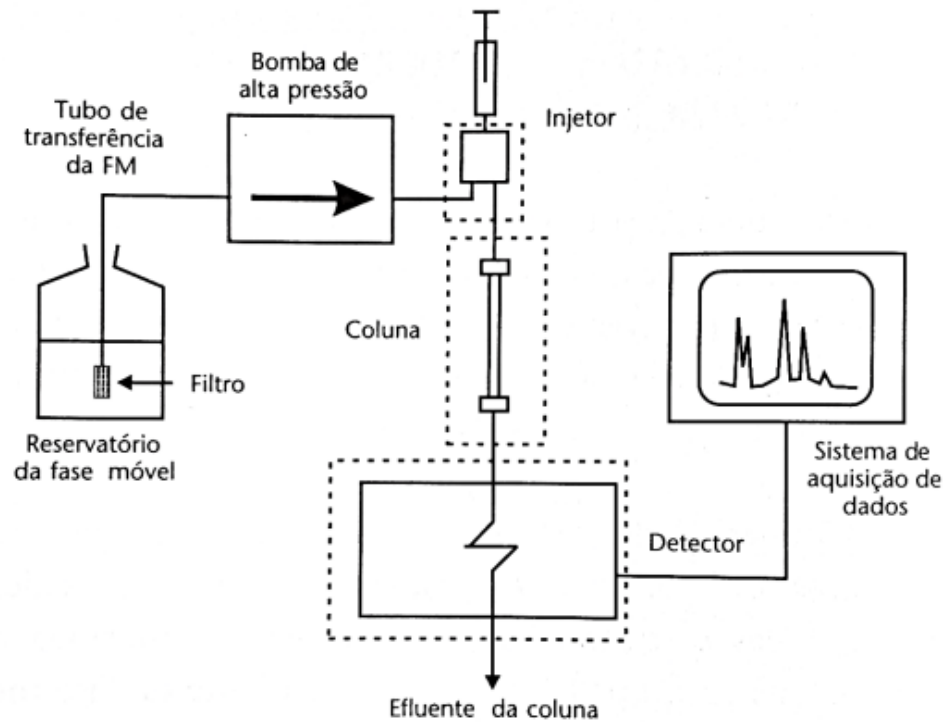 Bomba de
alta pressão
Tubo de
transferência
da FM
Injetor
Coluna
Filtro
Reservatório
da fase móvel
Sistema de
aquisição de
dados
Detector
Efluente da coluna